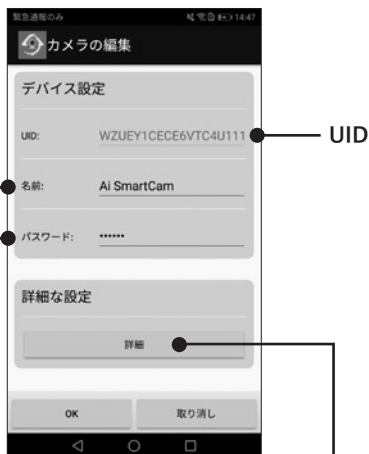 緊急通報のみ 14:47
カメラの編集
デバイス設定
UID: WZUEY1CECE6VTC4U111
UID
名前: Ai SmartCam
パスワード: ••••••
詳細な設定
詳細
OK 取り消し